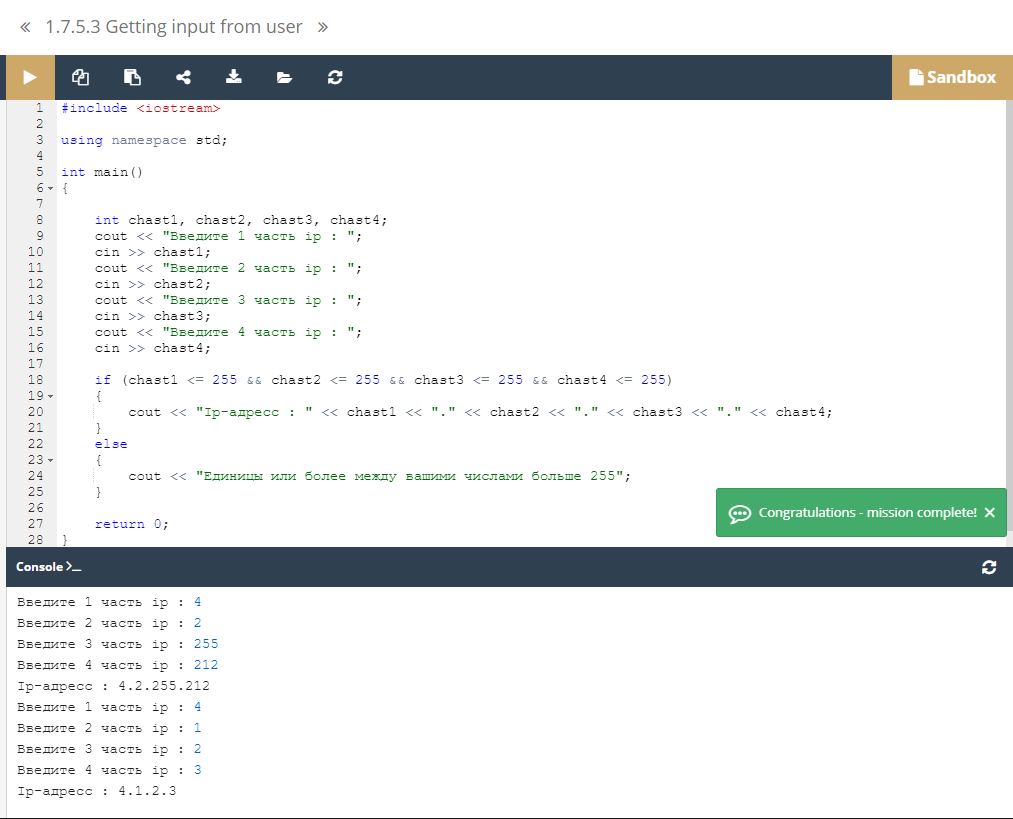 « 1.7.5.3 Getting input from user »
Sandbox
1 #include <iostream>
2
3 using namespace std;
4
5 int main()
6 {
7
8 int chast1, chast2, chast3, chast4;
9 cout << "Введите 1 часть ip : ";
10 cin >> chast1;
11 cout << "Введите 2 часть ip : ";
12 cin >> chast2;
13 cout << "Введите 3 часть ip : ";
14 cin >> chast3;
15 cout << "Введите 4 часть ip : ";
16 cin >> chast4;
17
18 if (chast1 <= 255 && chast2 <= 255 && chast3 <= 255 && chast4 <= 255)
19 {
20 cout << "Ip-адресс : " << chast1 << "." << chast2 << "." << chast3 << "." << chast4;
21 }
22 else
23 {
24 cout << "Единицы или более между вашими числами больше 255";
25 }
26
27 return 0;
28 }
Congratulations - mission complete! ×
Console >_
Введите 1 часть ip : 4
Введите 2 часть ip : 2
Введите 3 часть ip : 255
Введите 4 часть ip : 212
Ip-адресс : 4.2.255.212
Введите 1 часть ip : 4
Введите 2 часть ip : 1
Введите 3 часть ip : 2
Введите 4 часть ip : 3
Ip-адресс : 4.1.2.3